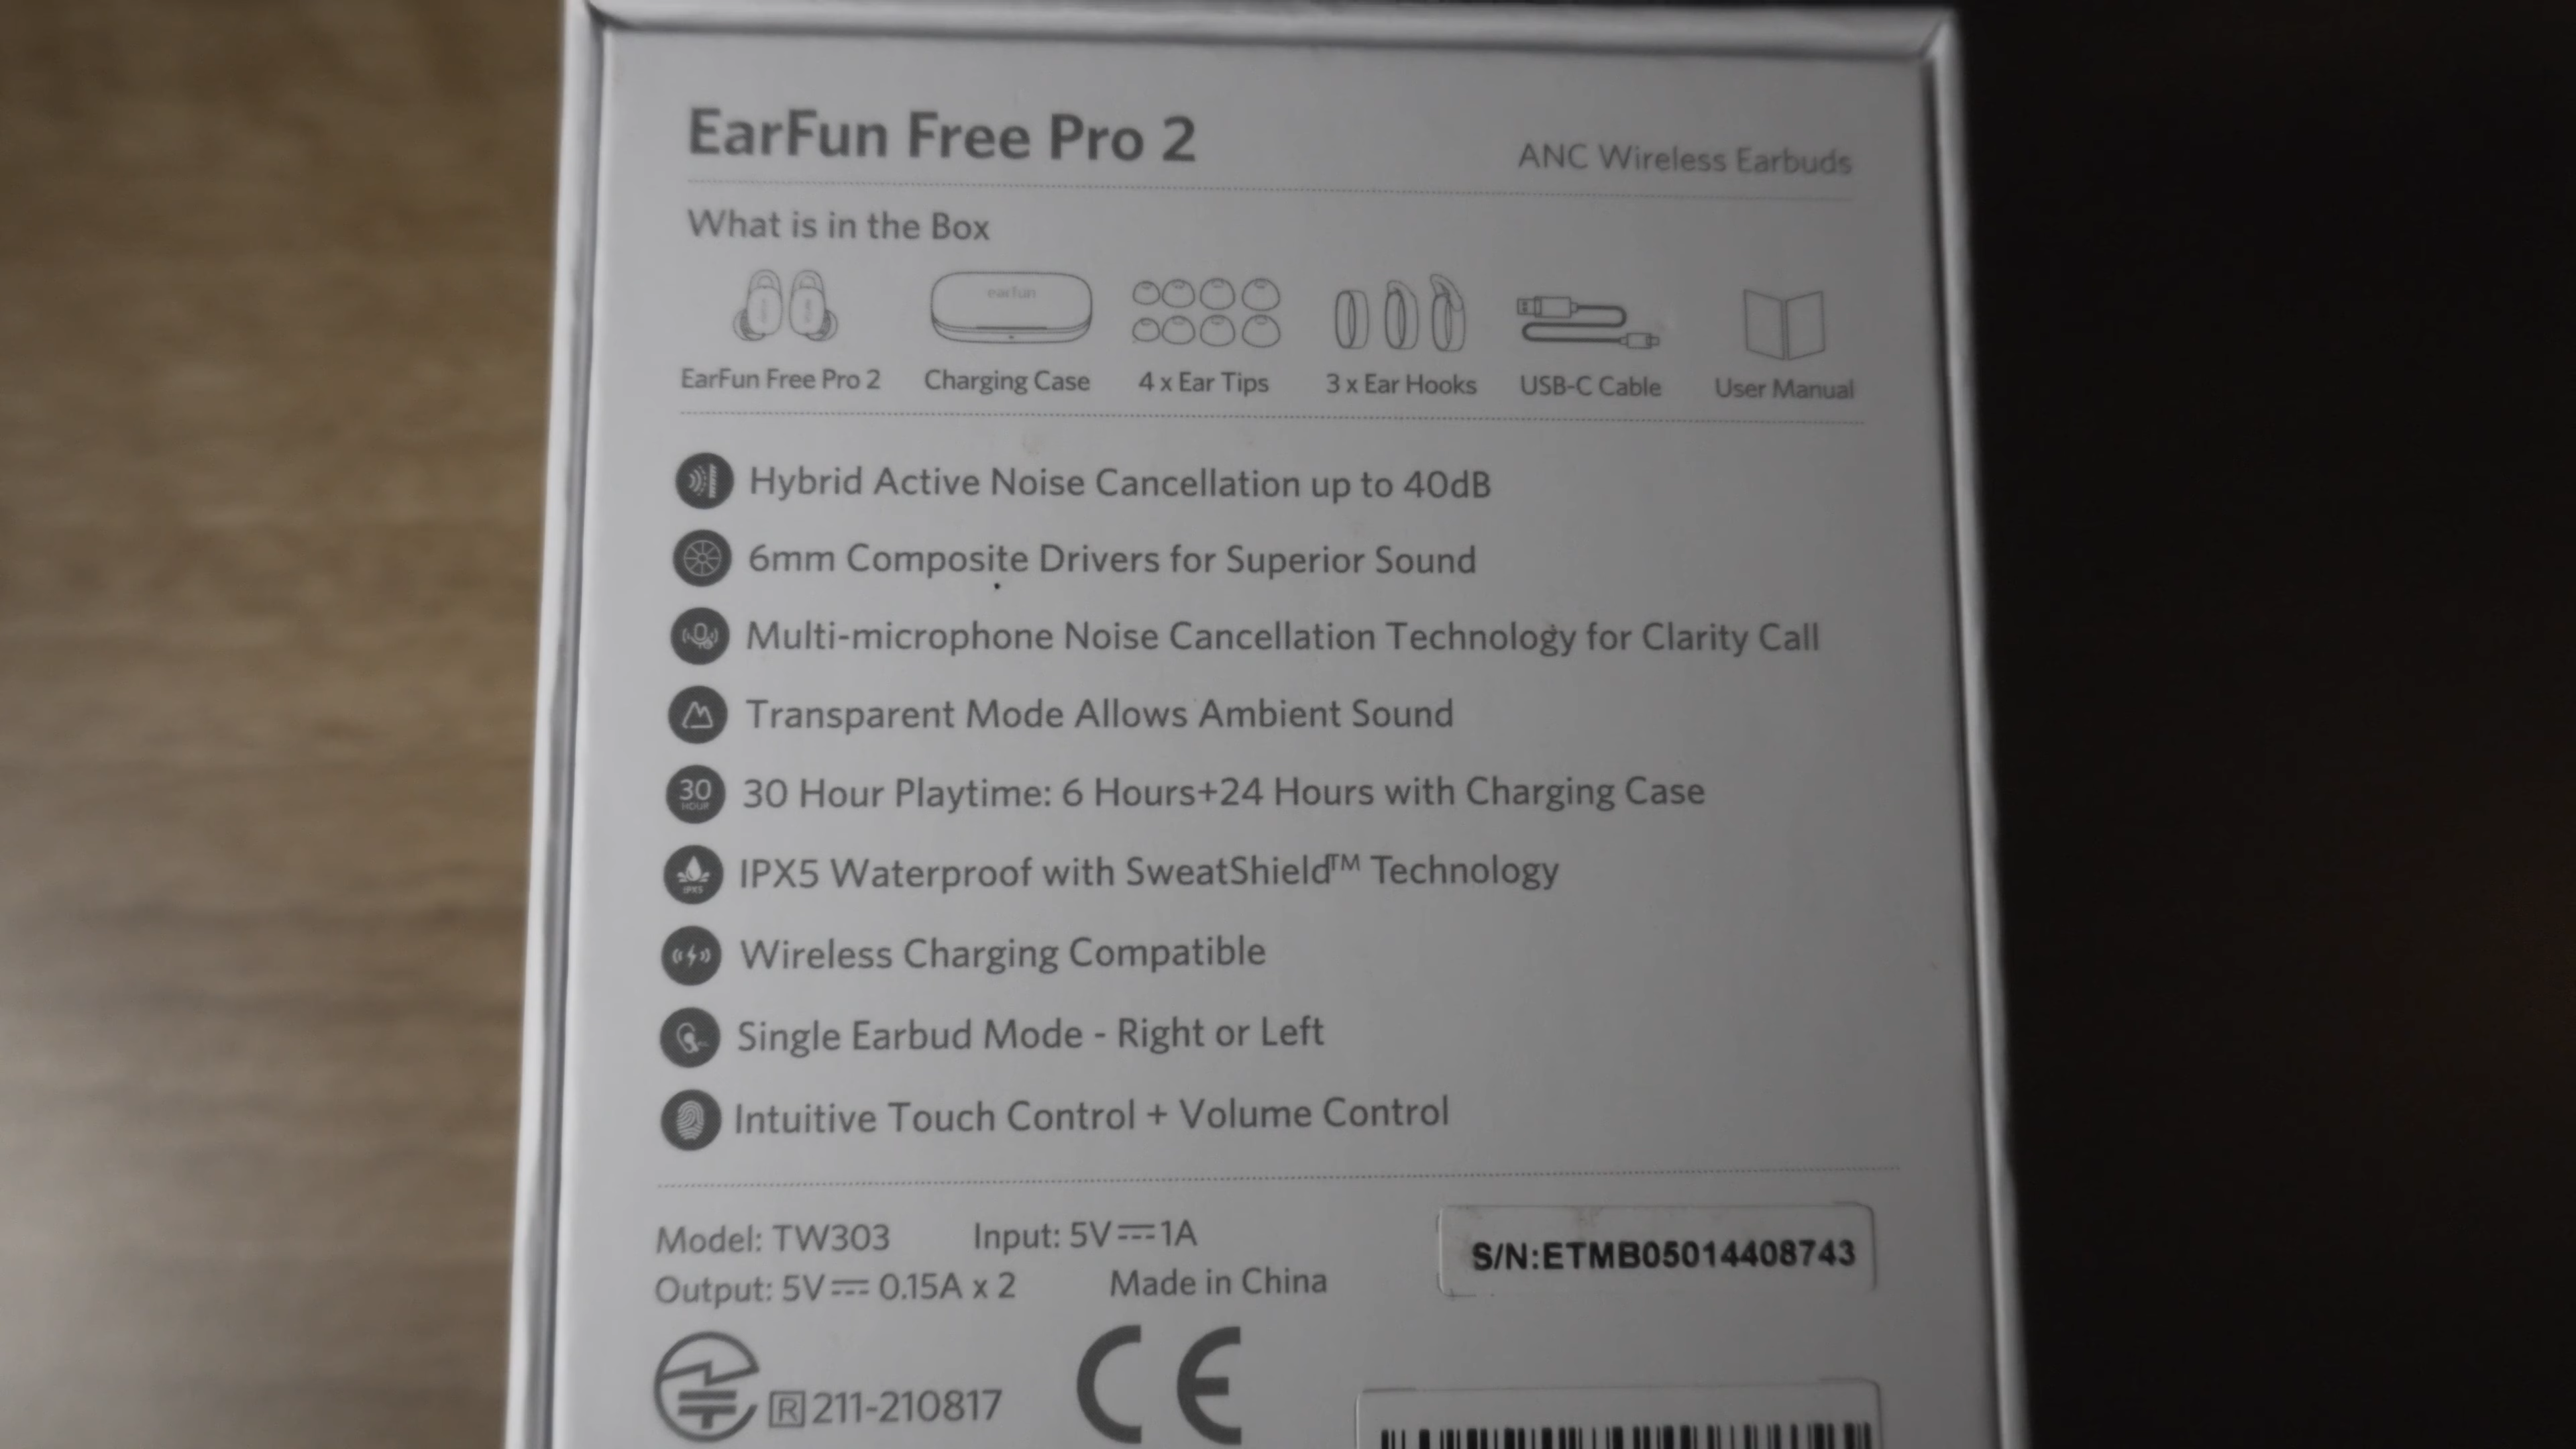 EarFun Free Pro 2
ANC Wireless Earbuds
What is in the Box
earfun
EarFun Free Pro 2
Charging Case
4 x Ear Tips
3 x Ear Hooks
USB-C Cable
User Manual
Hybrid Active Noise Cancellation up to 40dB
6mm Composite Drivers for Superior Sound
Multi-microphone Noise Cancellation Technology for Clarity Call
Transparent Mode Allows Ambient Sound
30 HOUR
30 Hour Playtime: 6 Hours+24 Hours with Charging Case
IPX5
IPX5 Waterproof with SweatShield™ Technology
Wireless Charging Compatible
Single Earbud Mode - Right or Left
Intuitive Touch Control + Volume Control
Model: TW303 Input: 5V⎓1A
Output: 5V⎓ 0.15A x 2 Made in China
S/N:ETMB05014408743
R 211-210817
CE